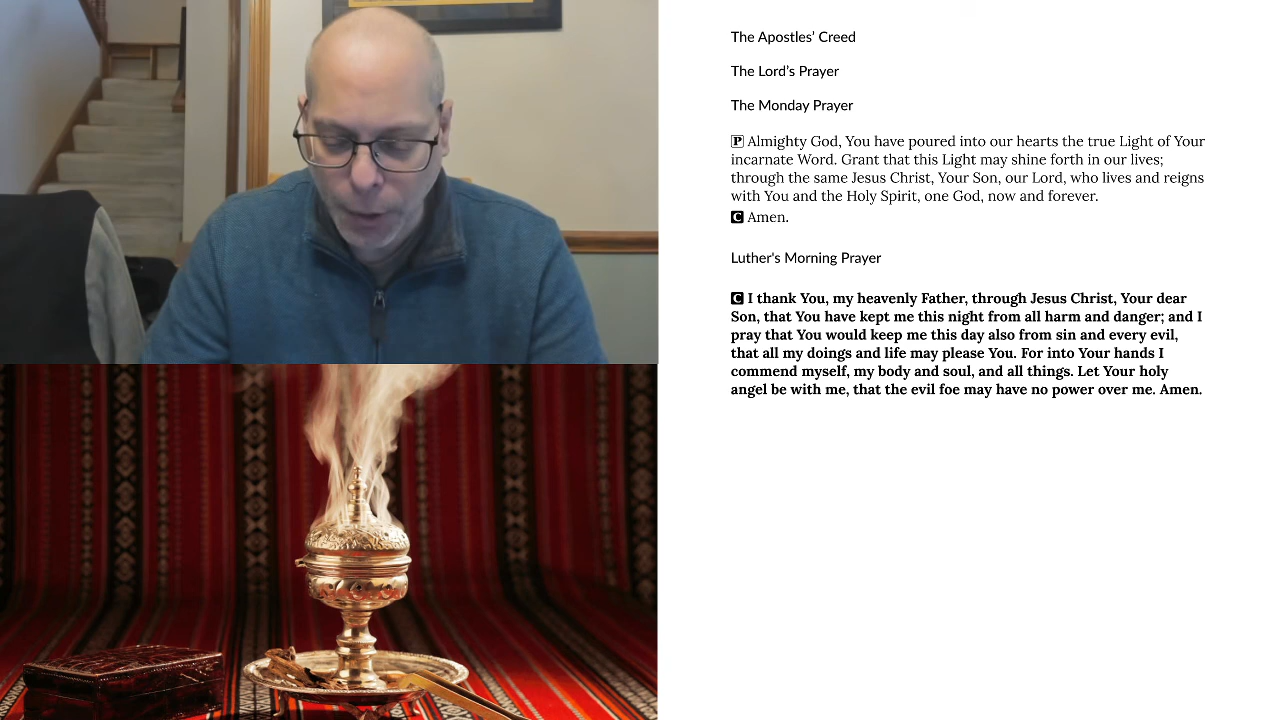 The Apostles’ Creed
The Lord’s Prayer
The Monday Prayer
P Almighty God, You have poured into our hearts the true Light of Your
incarnate Word. Grant that this Light may shine forth in our lives;
through the same Jesus Christ, Your Son, our Lord, who lives and reigns
with You and the Holy Spirit, one God, now and forever.
C Amen.
Luther's Morning Prayer
C I thank You, my heavenly Father, through Jesus Christ, Your dear
Son, that You have kept me this night from all harm and danger; and I
pray that You would keep me this day also from sin and every evil,
that all my doings and life may please You. For into Your hands I
commend myself, my body and soul, and all things. Let Your holy
angel be with me, that the evil foe may have no power over me. Amen.